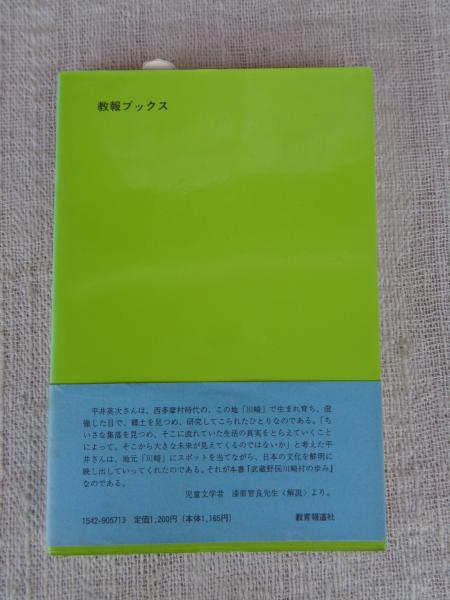 教報ブックス
平井英次さんは、西多摩村時代の、この地「川崎」で生まれ育ち、澄
徹した目で、郷土を見つめ、研究してこられたひとりなのである。「ち
いさな集落を見つめ、そこに流れていた生活の真実をとらえていくこと
によって、そこから大きな未来が見えてくるのではないか」と考えた平
井さんは、地元「川崎」にスポットを当てながら、日本の文化を鮮明に
映し出していってくれたのである。それが本書『武蔵野国川崎村の歩み』
なのである。
児童文学者 漆原智良先生〈解説〉より。
1542-905713 定価1,200円(本体1,165円) 教育報道社